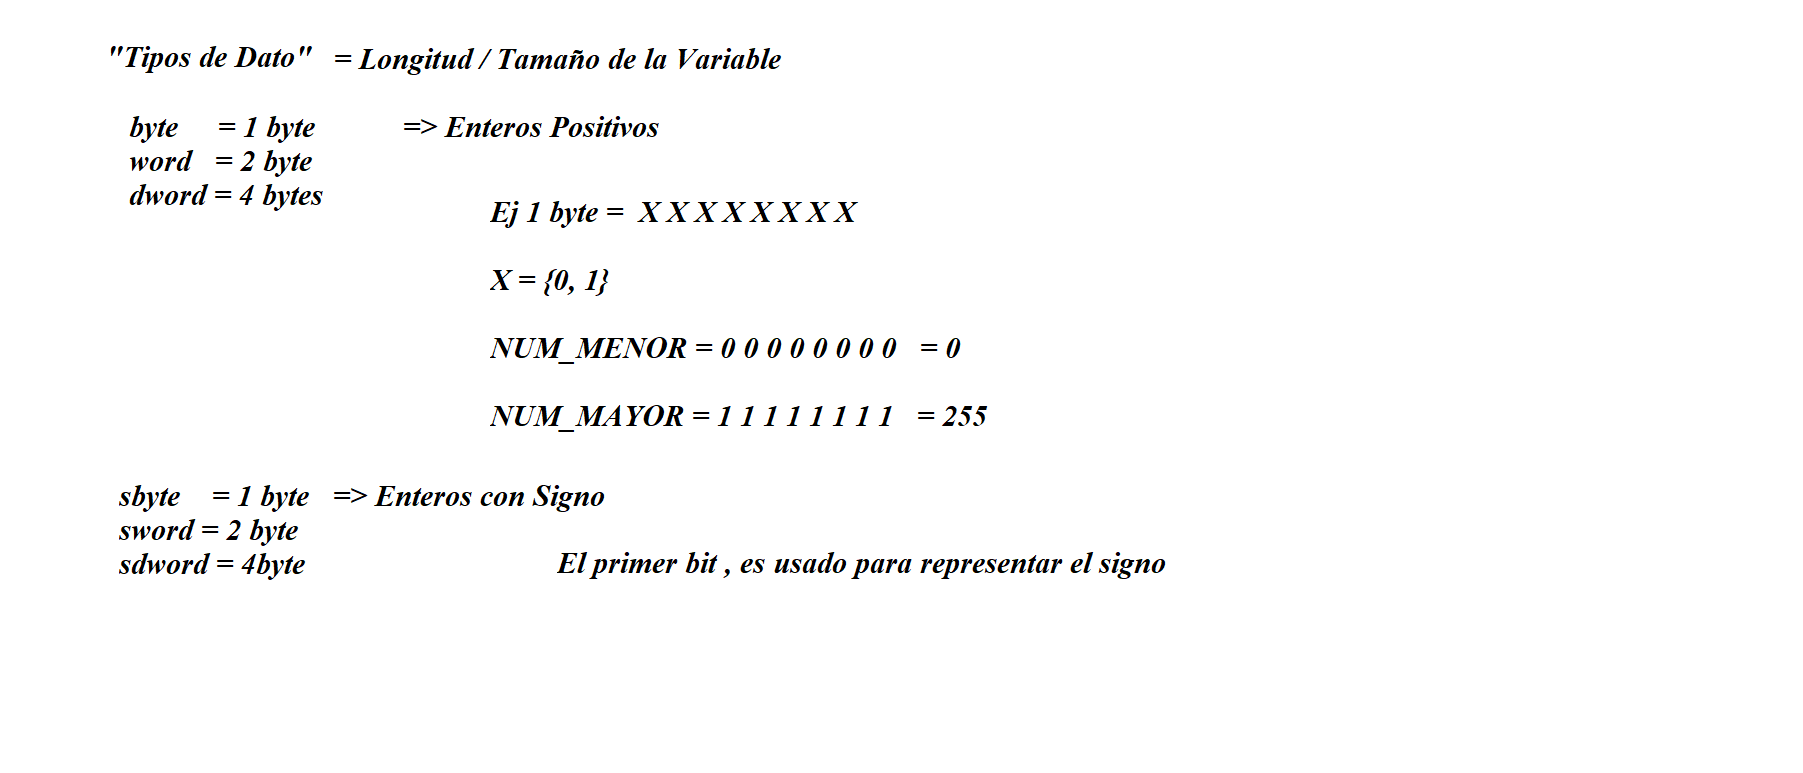 "Tipos de Dato" = Longitud / Tamaño de la Variable
byte = 1 byte => Enteros Positivos
word = 2 byte
dword = 4 bytes
Ej 1 byte = X X X X X X X X
X = {0, 1}
NUM_MENOR = 0 0 0 0 0 0 0 0 = 0
NUM_MAYOR = 1 1 1 1 1 1 1 1 = 255
sbyte = 1 byte => Enteros con Signo
sword = 2 byte
sdword = 4byte
El primer bit , es usado para representar el signo